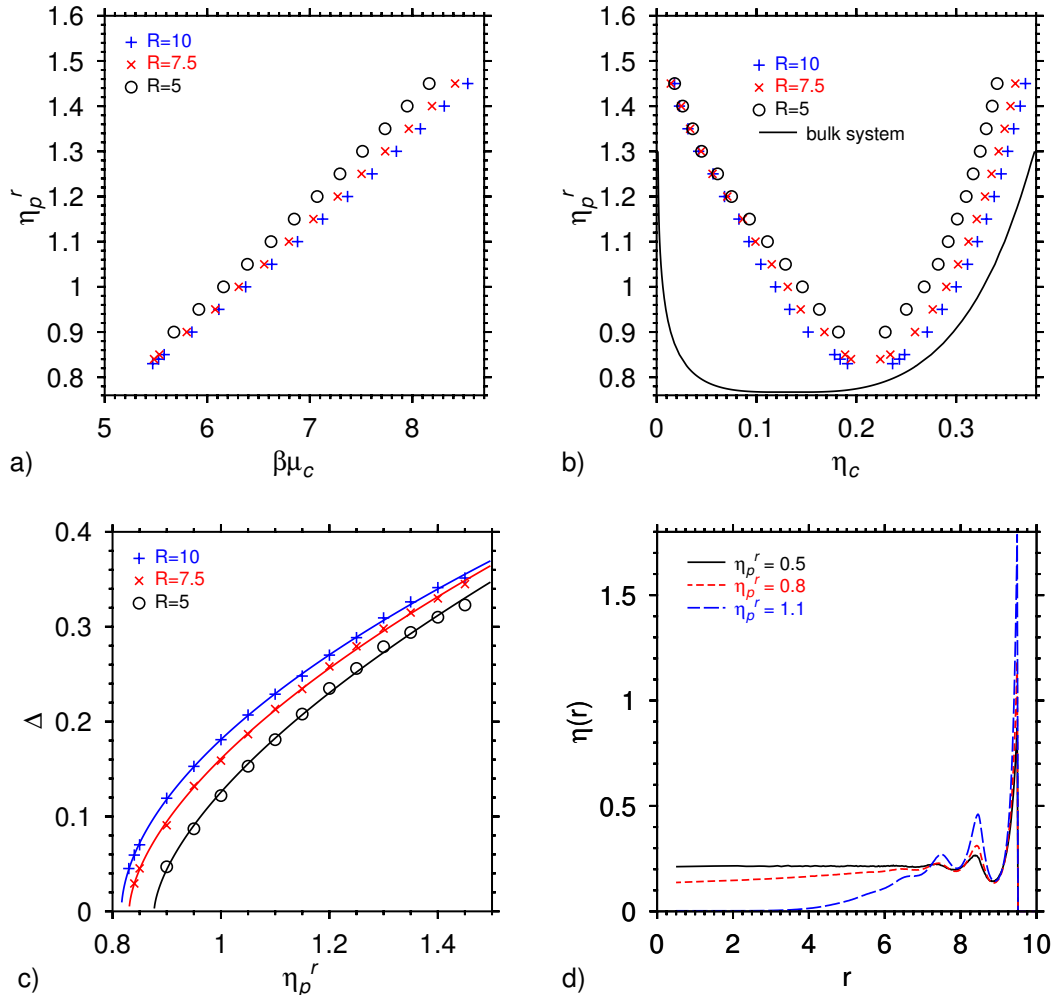 1.6
1.5
1.4
1.3
1.2
1.1
1
0.9
0.8
η_p^r
R=10
R=7.5
R=5
5
6
7
8
βμ_c
a)
1.6
1.5
1.4
1.3
1.2
1.1
1
0.9
0.8
η_p^r
R=10
R=7.5
R=5
bulk system
0
0.1
0.2
0.3
η_c
b)
0.4
0.3
0.2
0.1
0
Δ
R=10
R=7.5
R=5
0.8
1
1.2
1.4
η_p^r
c)
1.5
1
0.5
0
η(r)
η_p^r = 0.5
η_p^r = 0.8
η_p^r = 1.1
0
2
4
6
8
10
r
d)